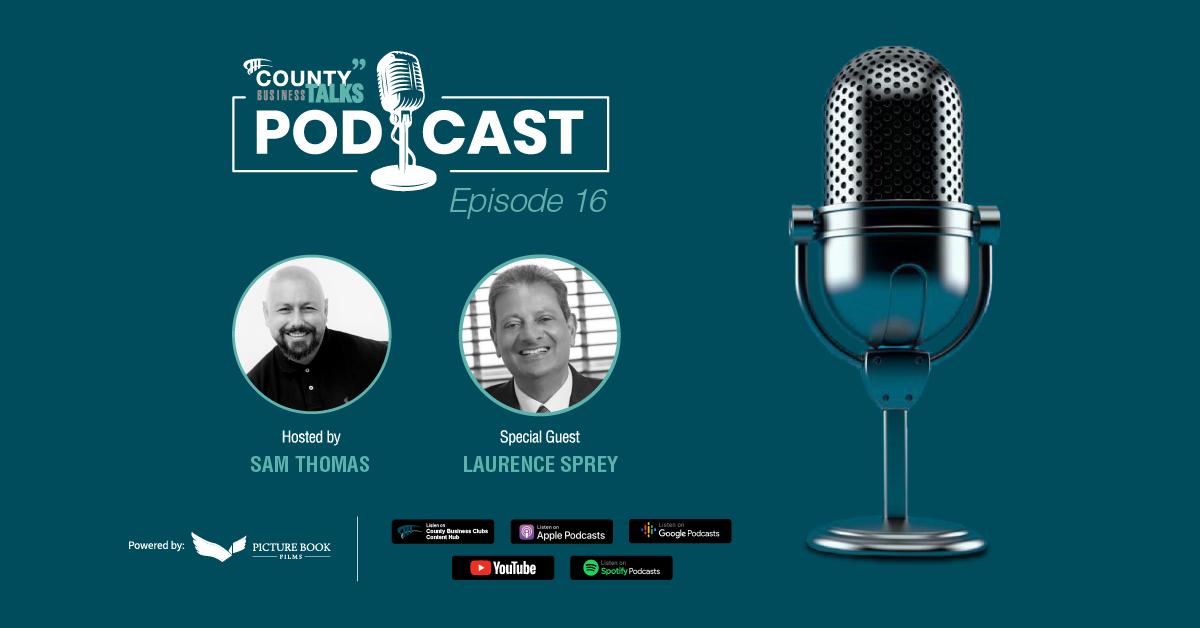 COUNTY”
BUSINESS TALKS
PODCAST
Episode 16
Hosted by
SAM THOMAS
Special Guest
LAURENCE SPREY
Powered by:
PICTURE BOOK
FILMS
Listen on
County Business Clubs
Content Hub
Listen on
Apple Podcasts
Listen on
Google Podcasts
YouTube
Listen on
Spotify Podcasts